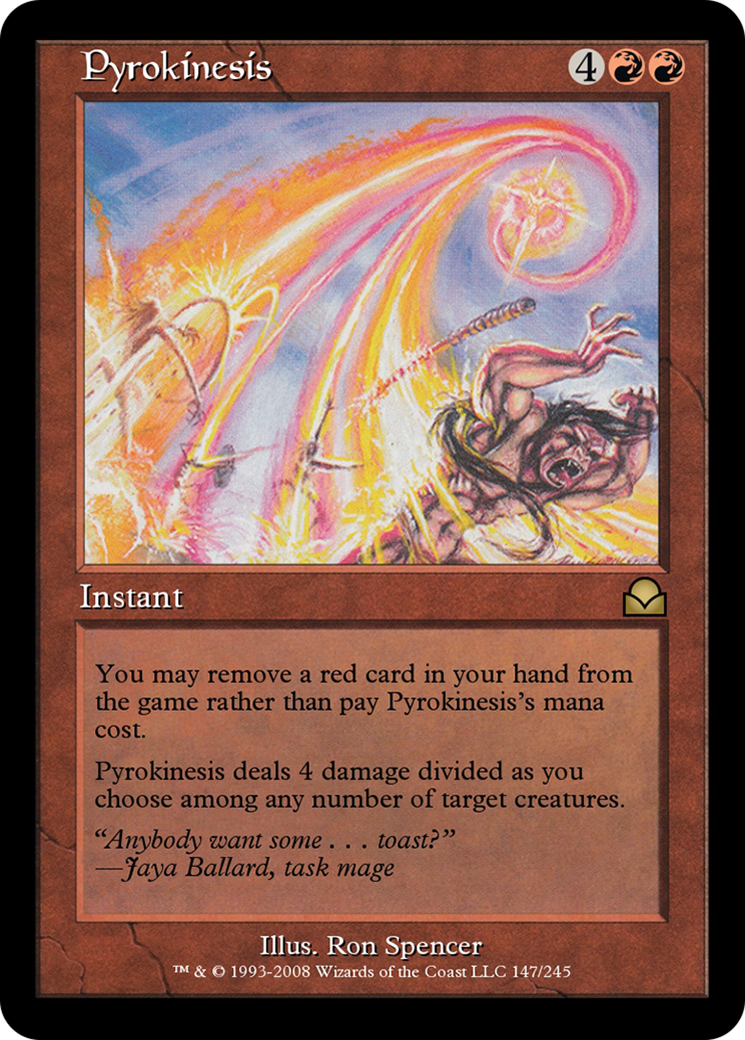 Pyrokinesis 4
Instant
You may remove a red card in your hand from
the game rather than pay Pyrokinesis's mana
cost.
Pyrokinesis deals 4 damage divided as you
choose among any number of target creatures.
“Anybody want some . . . toast?”
—Jaya Ballard, task mage
Illus. Ron Spencer
™ & © 1993-2008 Wizards of the Coast LLC 147/245